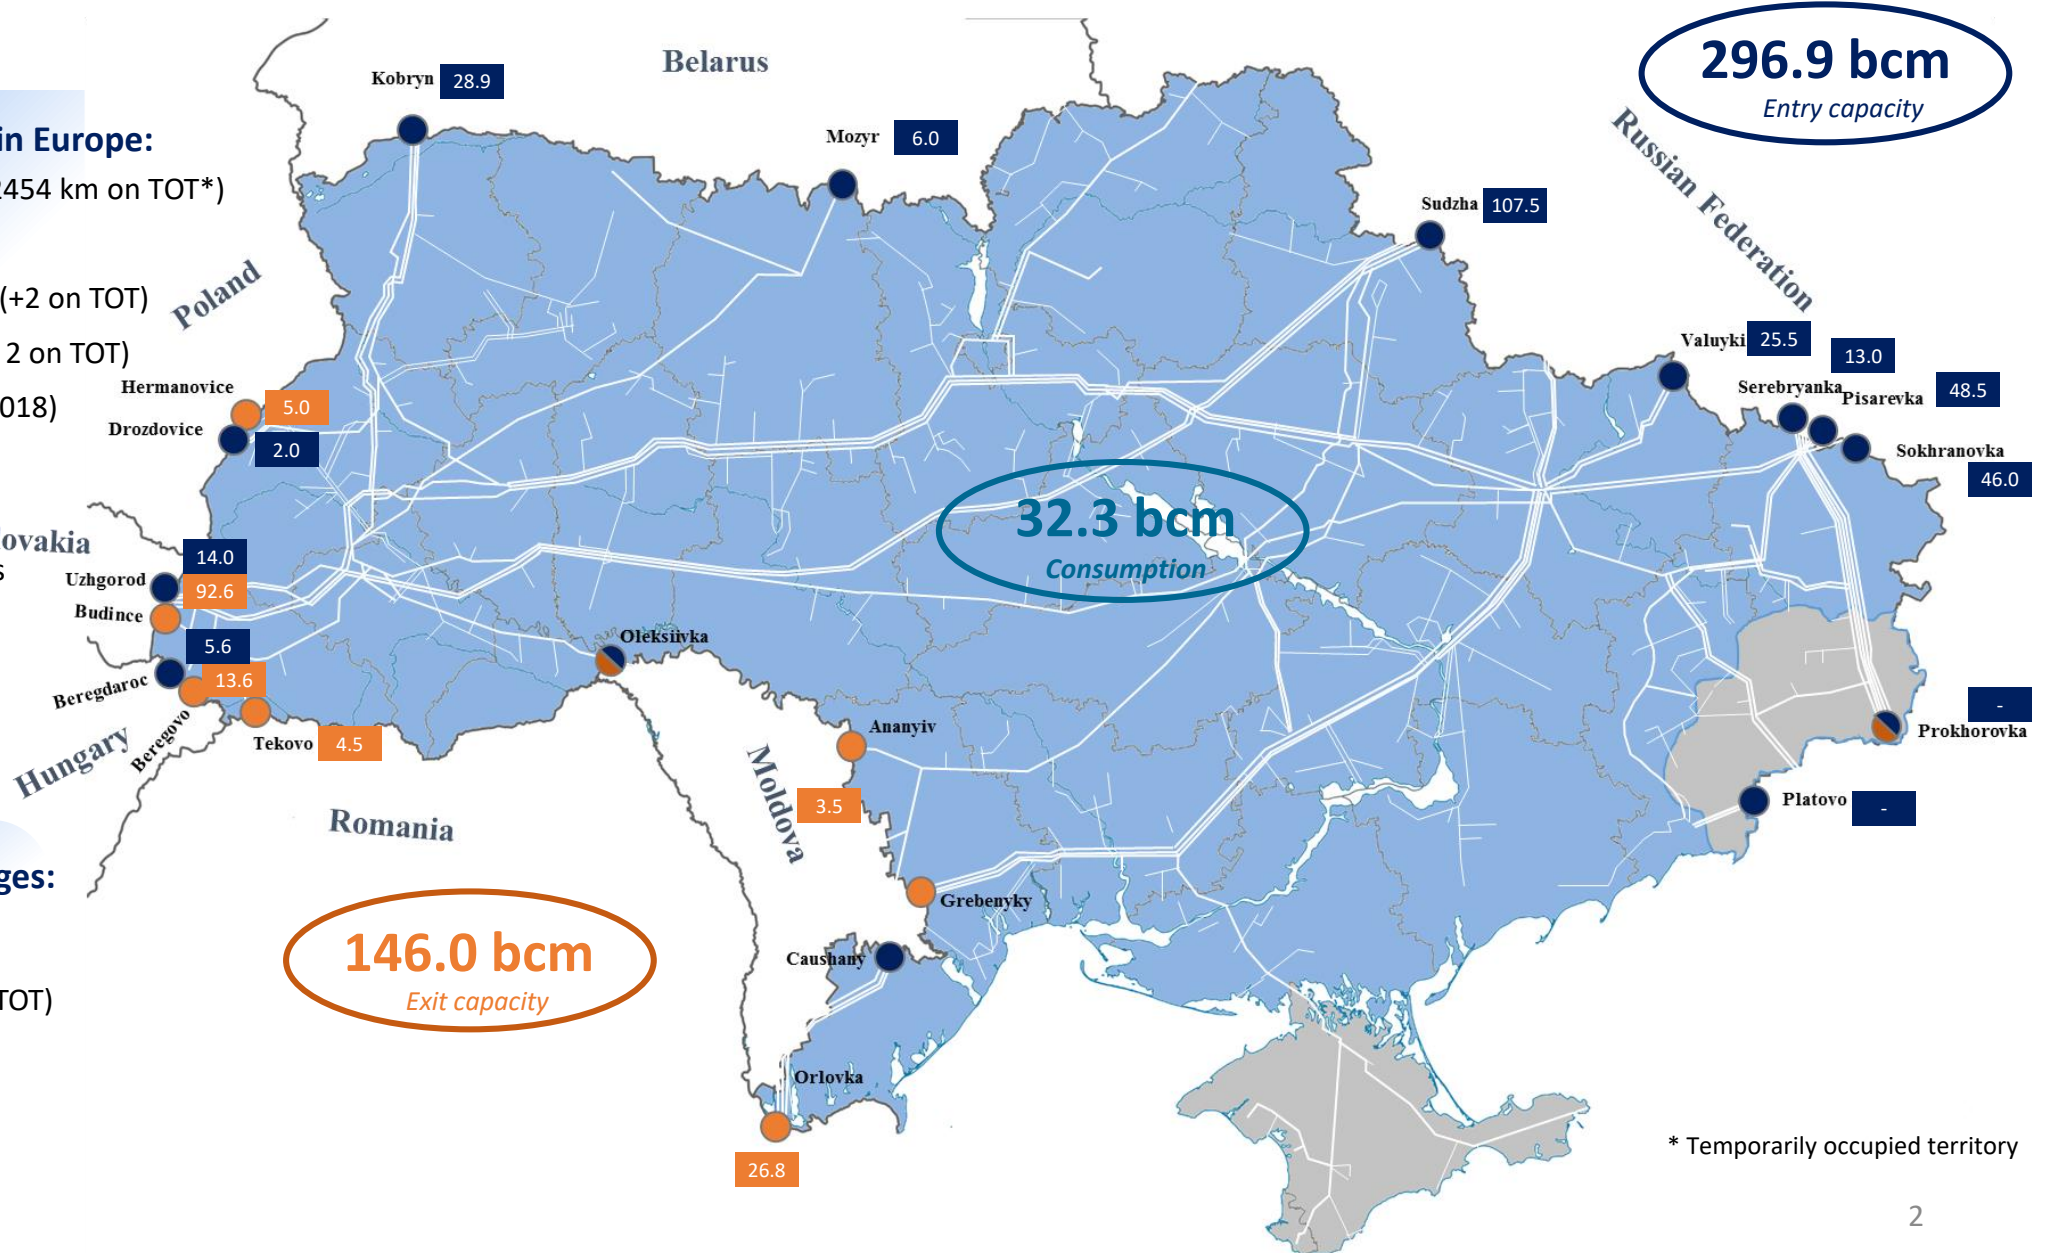 in Europe:
2454 km on TOT*)
(+2 on TOT)
2 on TOT)
018)
ovakia
s
ges:
TOT)
Belarus
Poland
Russian Federation
Hungary
Romania
Moldova
296.9 bcm
Entry capacity
32.3 bcm
Consumption
146.0 bcm
Exit capacity
Kobryn 28.9
Mozyr 6.0
Sudzha 107.5
Valuyki 25.5
13.0
Serebryanka
Pisarevka 48.5
Sokhranovka
46.0
Hermanovice
5.0
Drozdovice
2.0
14.0
Uzhgorod
92.6
Budince
5.6
Beregdaroc
13.6
Beregovo
Tekovo 4.5
Oleksiivka
Ananyiv
3.5
Grebenyky
Caushany
Orlovka
26.8
-
Prokhorovka
Platovo -
* Temporarily occupied territory
2